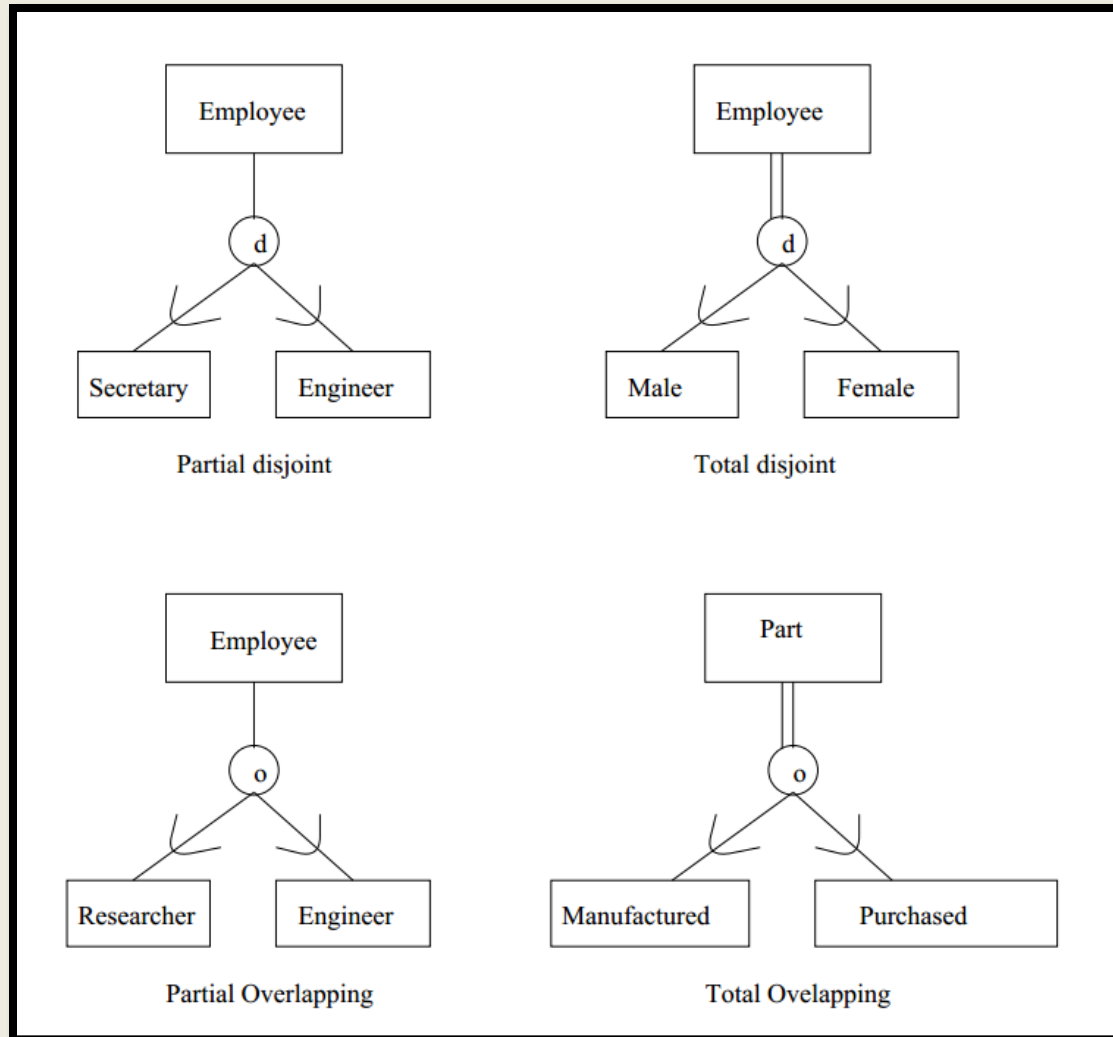 Employee
d
Secretary
Engineer
Partial disjoint
Employee
d
Male
Female
Total disjoint
Employee
o
Researcher
Engineer
Partial Overlapping
Part
o
Manufactured
Purchased
Total Ovelapping